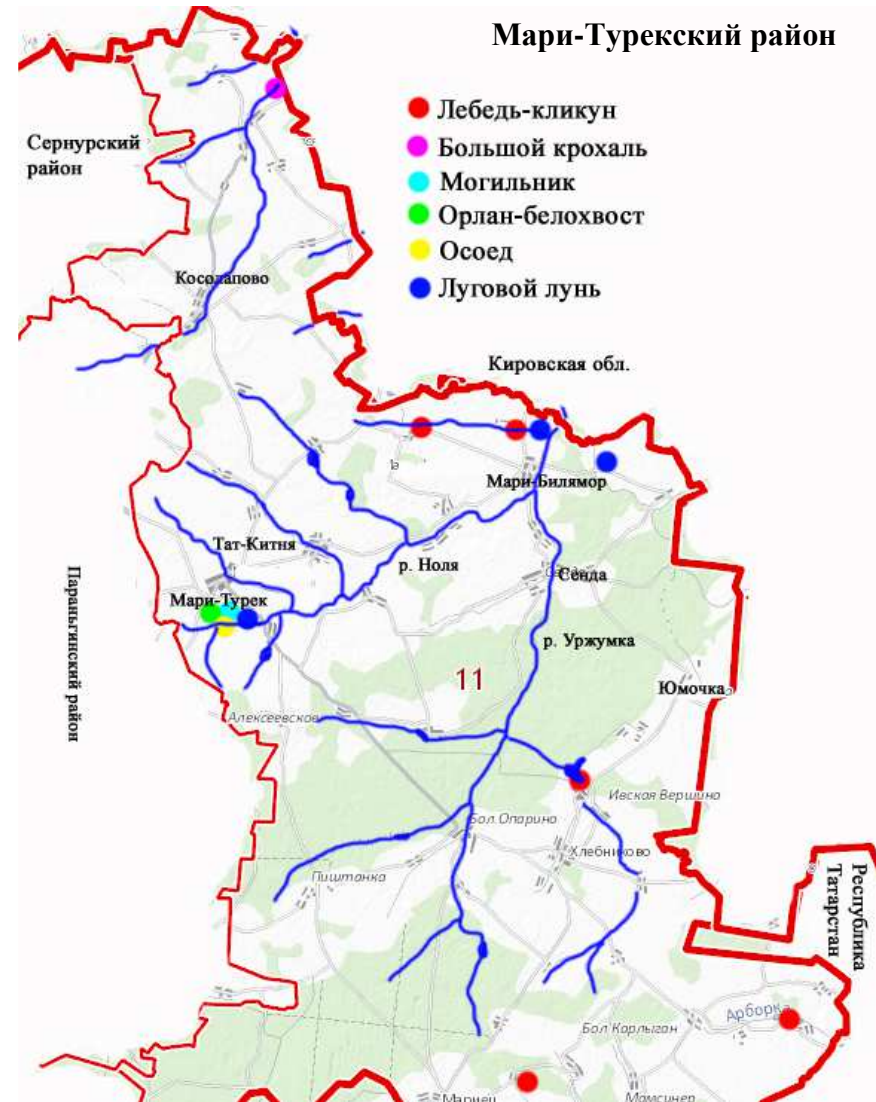 Мари-Турекский район
Лебедь-кликун
Большой крохаль
Могильник
Орлан-белохвост
Осоед
Луговой лунь
Сернурский
район
Косолапово
Кировская обл.
Мари-Билямор
Тат-Китня
р. Ноля
Сенда
Мари-Турек
р. Уржумка
Параньгинский район
11
Юмочка
Алексеевское
Ивская Вершина
Бол.Опарино
Хлебниково
Пиштанка
Республика
Татарстан
Арборка
Бол Карлыган
Мариец
Мамсинер